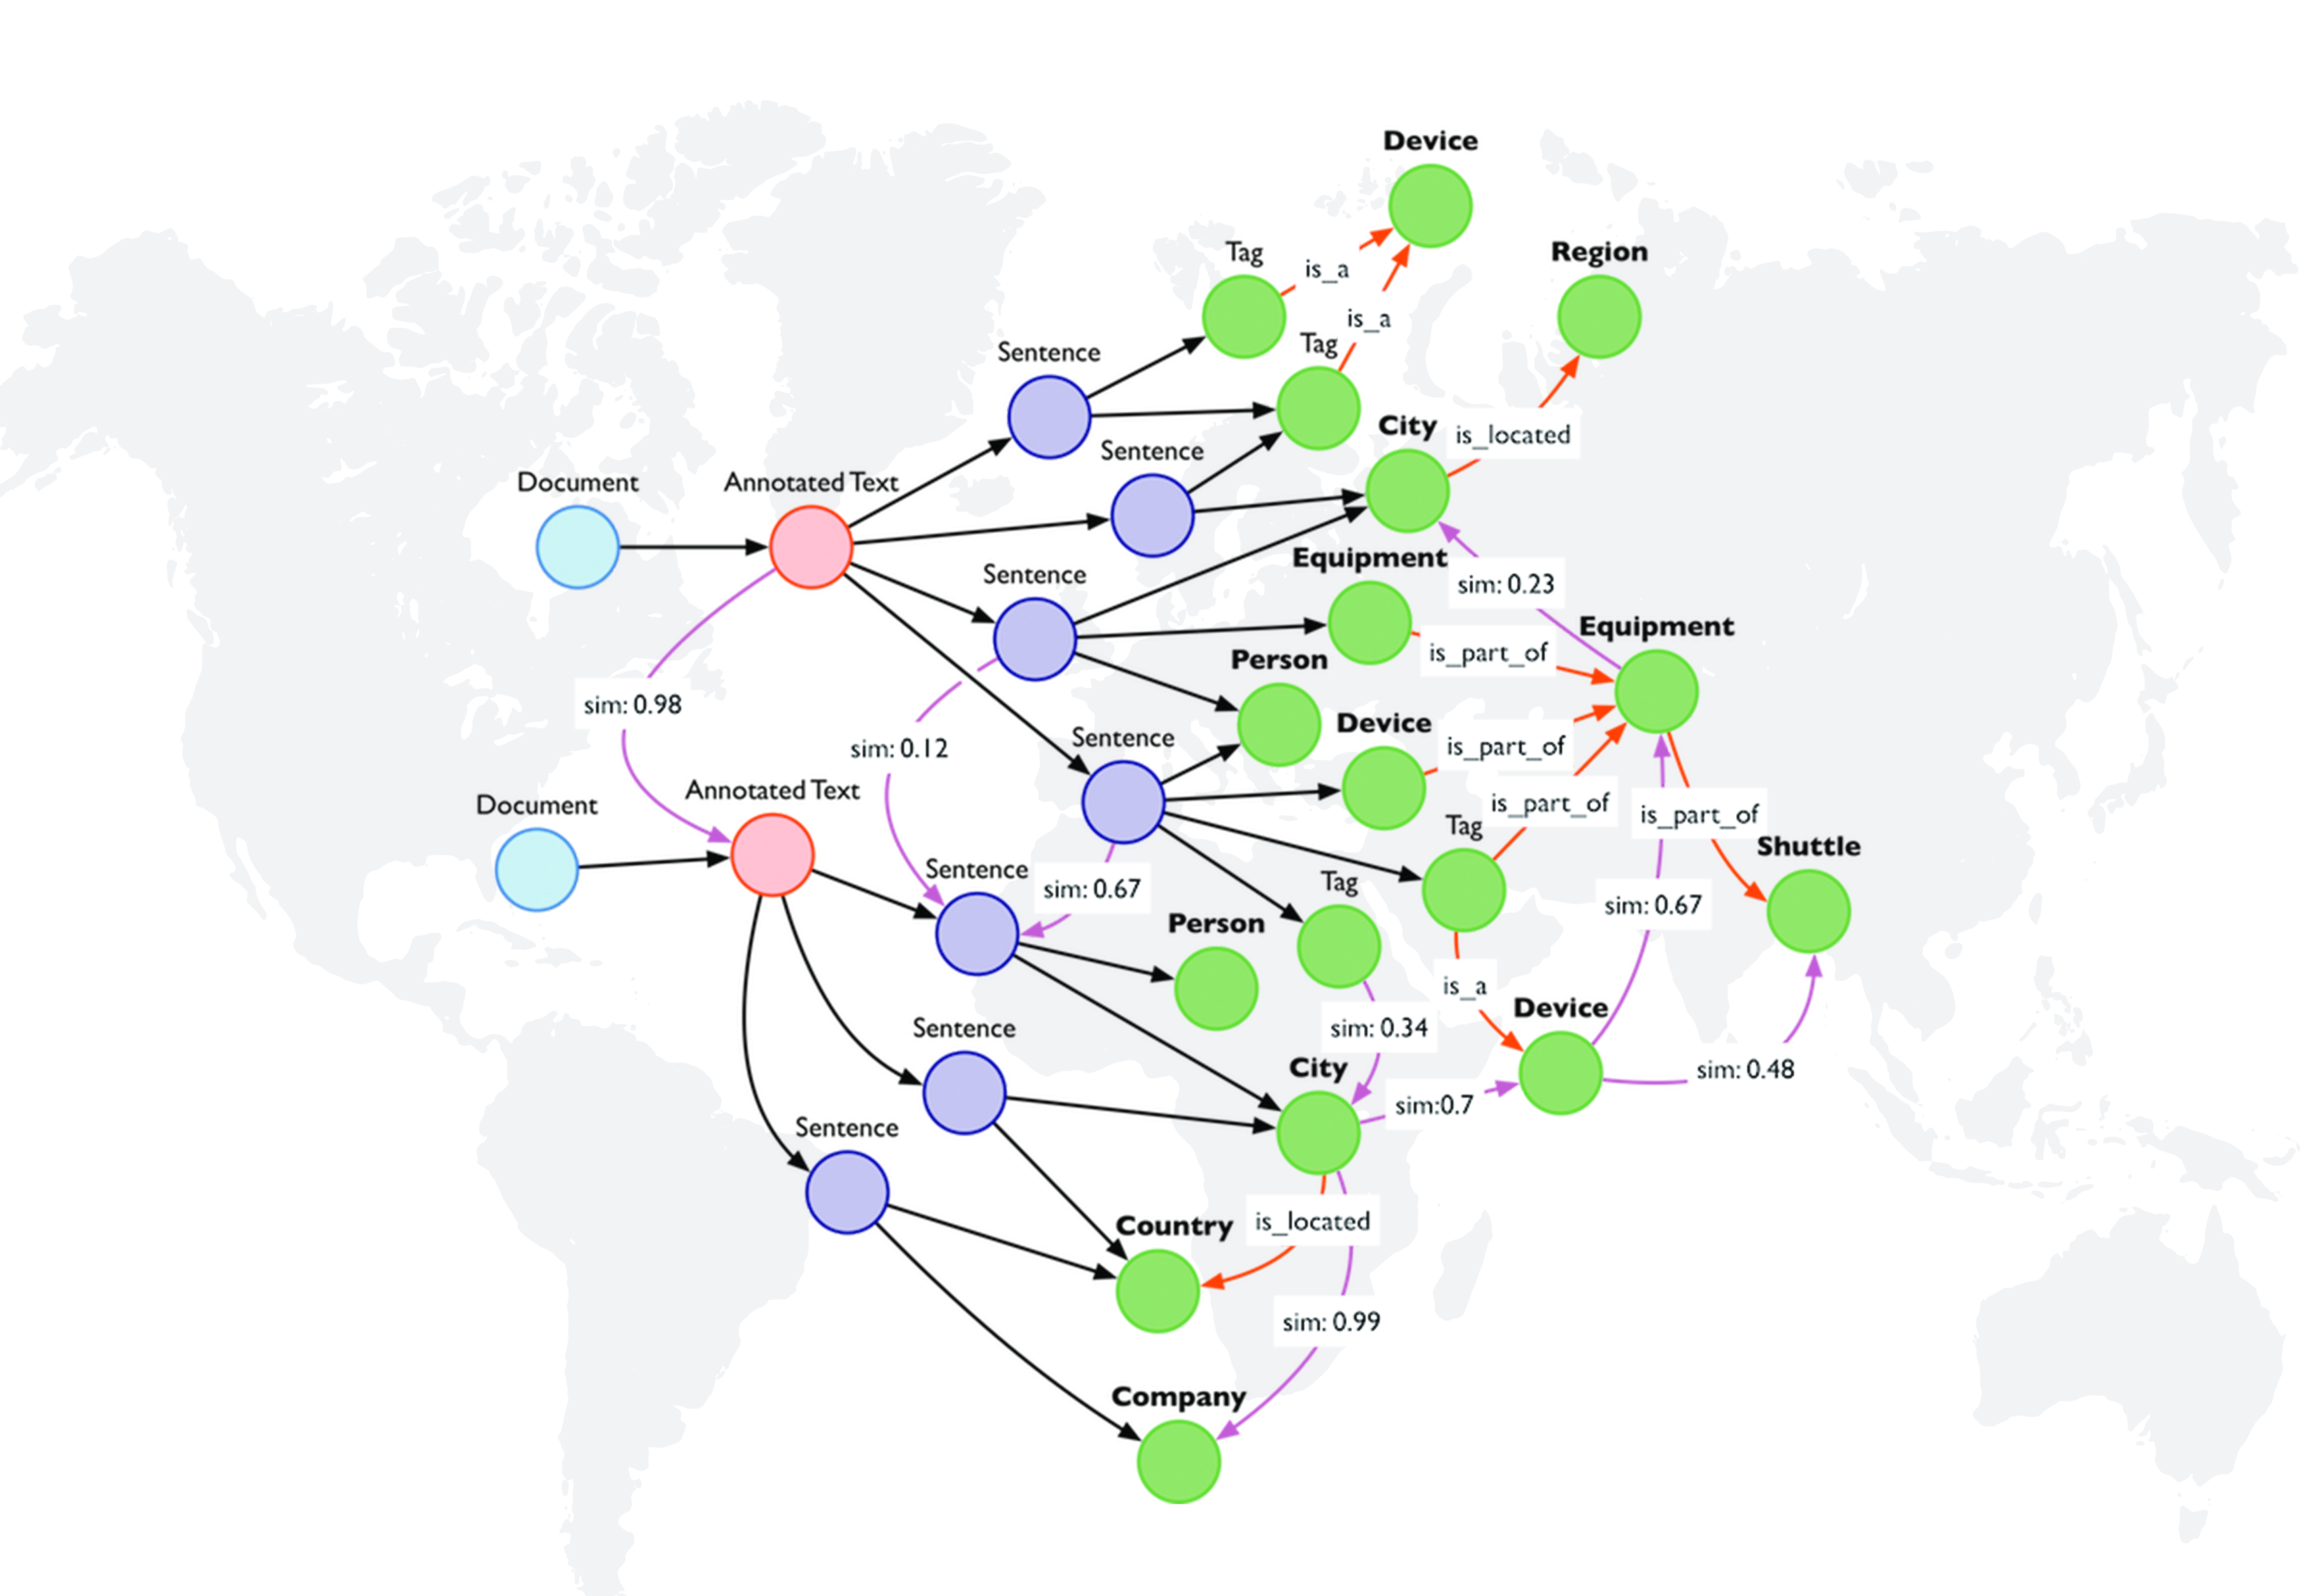 Device
Tag
Region
is_a
is_a
Tag
Sentence
City
is_located
Sentence
Document
Annotated Text
Equipment
Sentence
sim: 0.23
Equipment
is_part_of
Person
sim: 0.98
Device
Sentence
is_part_of
sim: 0.12
Annotated Text
Document
is_part_of
is_part_of
Tag
Shuttle
Sentence
sim: 0.67
Tag
sim: 0.67
Person
is_a
Device
Sentence
sim: 0.34
City
sim: 0.48
sim:0.7
Sentence
Country
is_located
sim: 0.99
Company